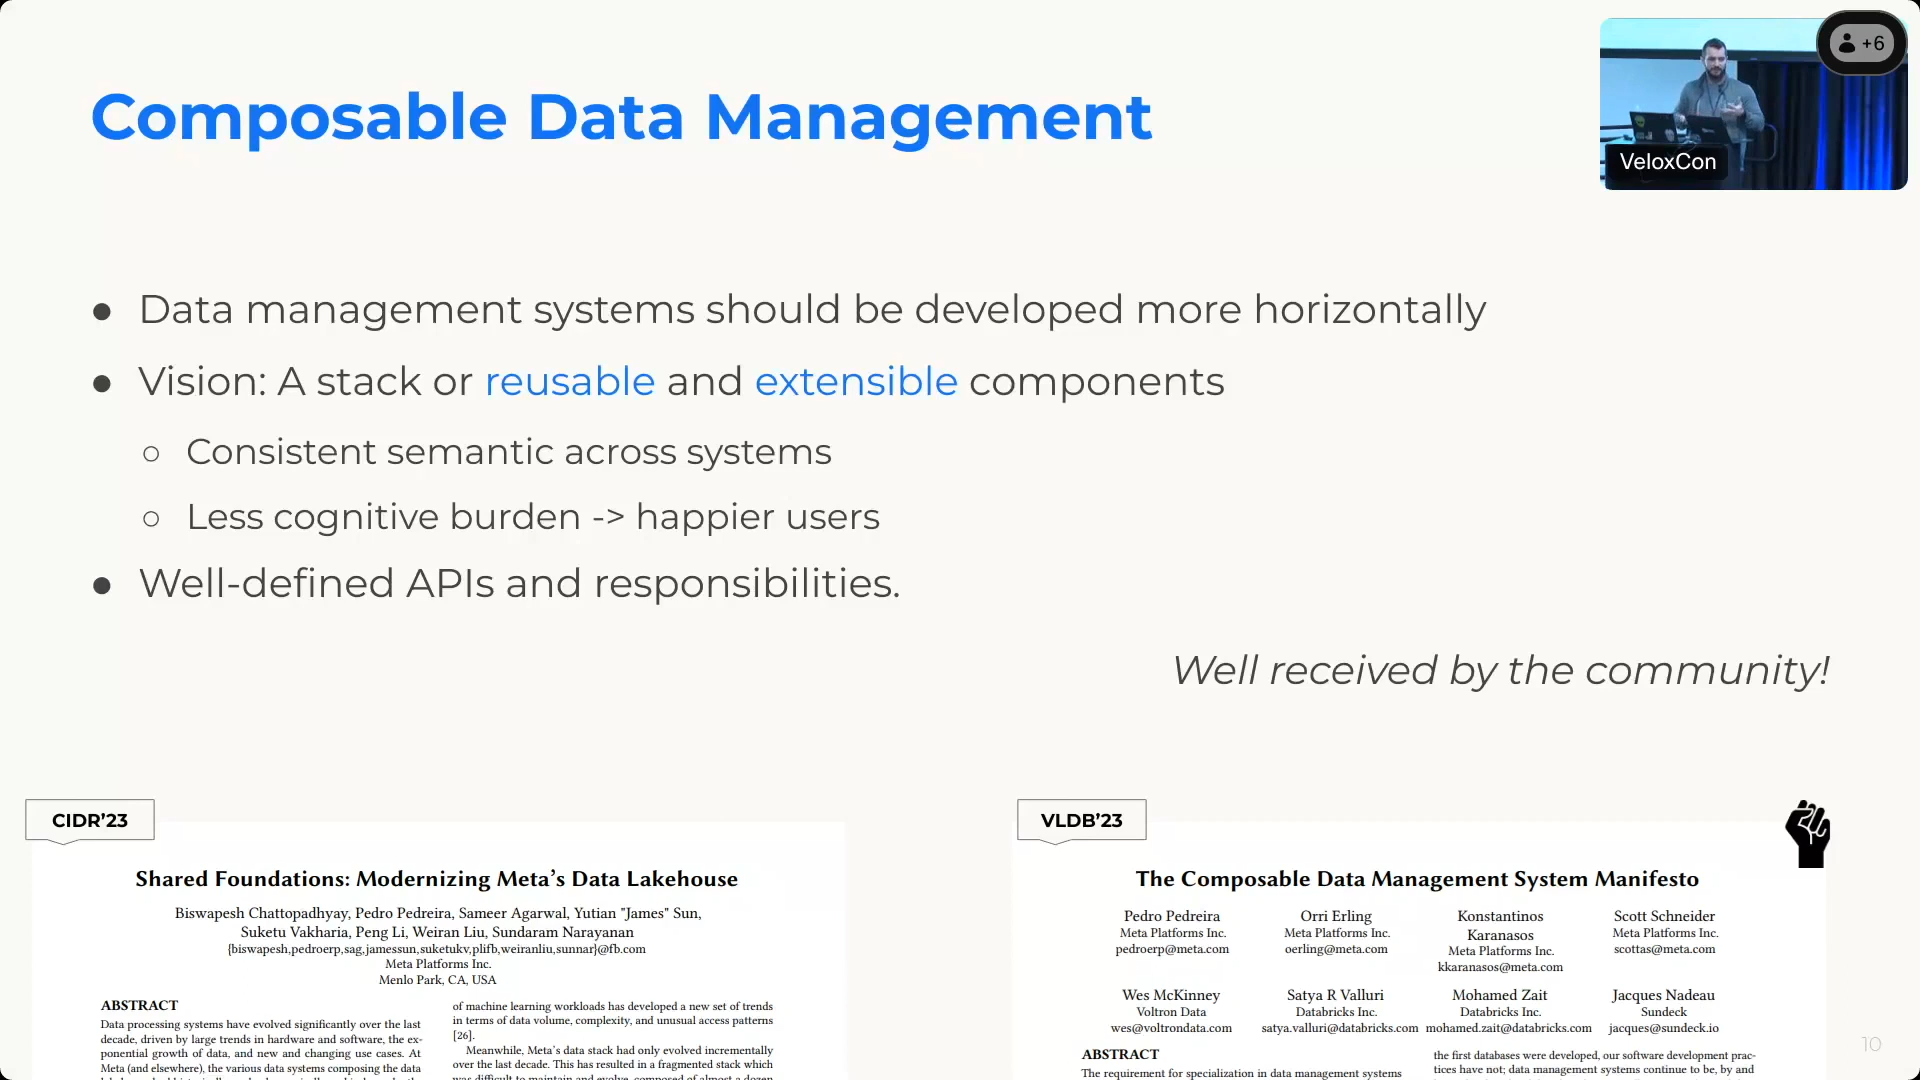 +6
VeloxCon
Composable Data Management
● Data management systems should be developed more horizontally
● Vision: A stack or reusable and extensible components
○ Consistent semantic across systems
○ Less cognitive burden -> happier users
● Well-defined APIs and responsibilities.
Well received by the community!
CIDR’23
Shared Foundations: Modernizing Meta’s Data Lakehouse
Biswapesh Chattopadhyay, Pedro Pedreira, Sameer Agarwal, Yutian "James" Sun,
Suketu Vakharia, Peng Li, Weiran Liu, Sundaram Narayanan
{biswapesh,pedroerp,sag,jamessun,suketukv,plifb,weiranliu,sunnar}@fb.com
Meta Platforms Inc.
Menlo Park, CA, USA
ABSTRACT
Data processing systems have evolved significantly over the last
decade, driven by large trends in hardware and software, the ex-
ponential growth of data, and new and changing use cases. At
Meta (and elsewhere), the various data systems composing the data
of machine learning workloads has developed a new set of trends
in terms of data volume, complexity, and unusual access patterns
[26].
Meanwhile, Meta’s data stack had only evolved incrementally
over the last decade. This has resulted in a fragmented stack which
was difficult to maintain and evolve, composed of almost a dozen
VLDB’23
The Composable Data Management System Manifesto
Pedro Pedreira
Meta Platforms Inc.
pedroerp@meta.com
Orri Erling
Meta Platforms Inc.
oerling@meta.com
Konstantinos
Karanasos
Meta Platforms Inc.
kkaranasos@meta.com
Scott Schneider
Meta Platforms Inc.
scottas@meta.com
Wes McKinney
Voltron Data
wes@voltrondata.com
Satya R Valluri
Databricks Inc.
satya.valluri@databricks.com
Mohamed Zait
Databricks Inc.
mohamed.zait@databricks.com
Jacques Nadeau
Sundeck
jacques@sundeck.io
ABSTRACT
The requirement for specialization in data management systems
the first databases were developed, our software development prac-
tices have not; data management systems continue to be, by and
10